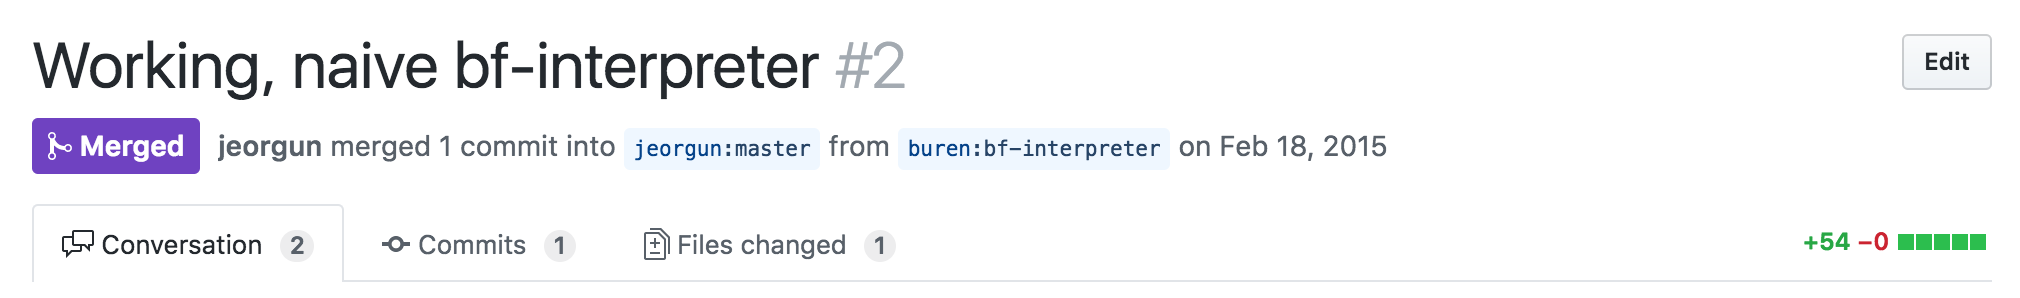 Working, naive bf-interpreter #2
Edit
Merged jeorgun merged 1 commit into jeorgun:master from buren:bf-interpreter on Feb 18, 2015
Conversation 2 Commits 1 Files changed 1 +54 −0